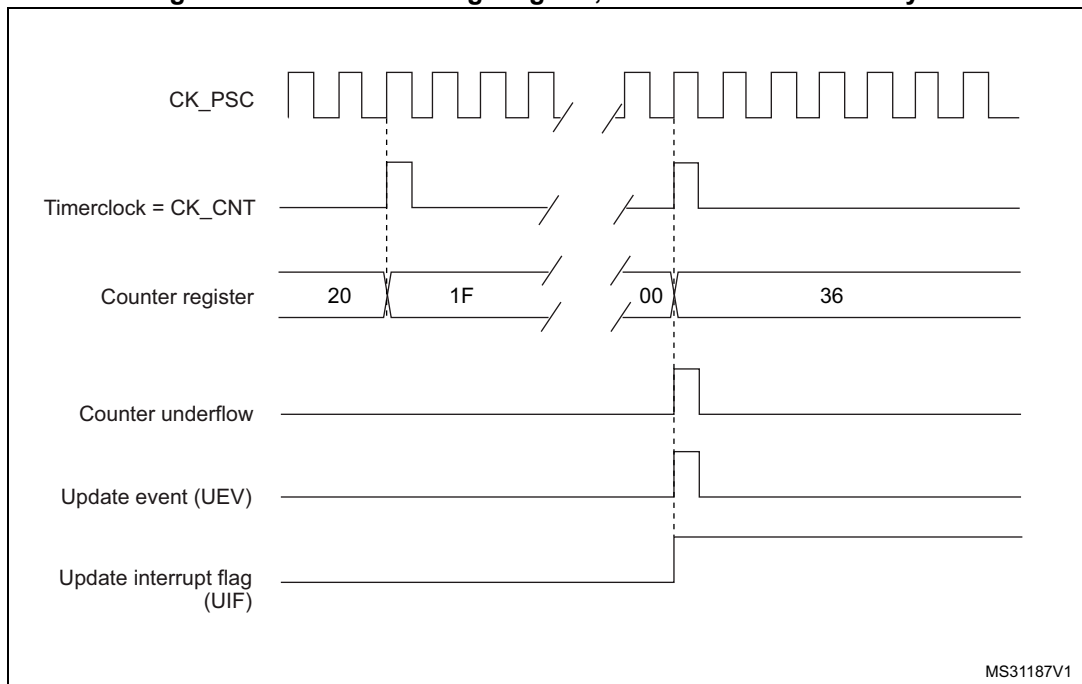 CK_PSC
Timerclock = CK_CNT
Counter register 20 1F 00 36
Counter underflow
Update event (UEV)
Update interrupt flag
(UIF)
MS31187V1